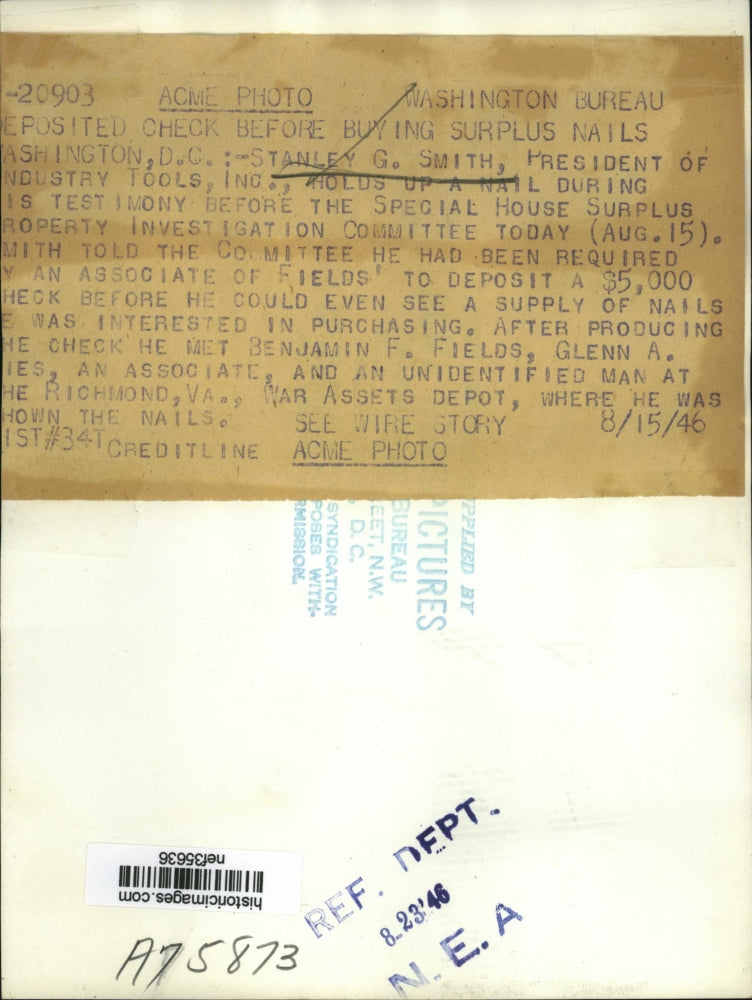 -20903 ACME PHOTO WASHINGTON BUREAU
EPOSITED CHECK BEFORE BUYING SURPLUS NAILS
ASHINGTON, D.C.:-STANLEY G. SMITH, PRESIDENT OF
NDUSTRY TOOLS, INC., HOLDS UP A NAIL DURING
IS TESTIMONY BEFORE THE SPECIAL HOUSE SURPLUS
ROPERTY INVESTIGATION COMMITTEE TODAY (AUG.15).
MITH TOLD THE COMMITTEE HE HAD BEEN REQUIRED
Y AN ASSOCIATE OF FIELDS' TO DEPOSIT A $5,000
HECK BEFORE HE COULD EVEN SEE A SUPPLY OF NAILS
E WAS INTERESTED IN PURCHASING. AFTER PRODUCING
HE CHECK HE MET BENJAMIN F. FIELDS, GLENN A.
IES, AN ASSOCIATE, AND AN UNIDENTIFIED MAN AT
HE RICHMOND, VA., WAR ASSETS DEPOT, WHERE HE WAS
HOWN THE NAILS. SEE WIRE STORY 8/15/46
IST#34T CREDITLINE ACME PHOTO
PPLIED BY
PICTURES
BUREAU
EET, N.W.
, D.C.
SYNDICATION
POSES WITH-
RMISSION.
REF. DEPT.
8-23'46
N.E.A
historicimages.com
nef35636
A75873